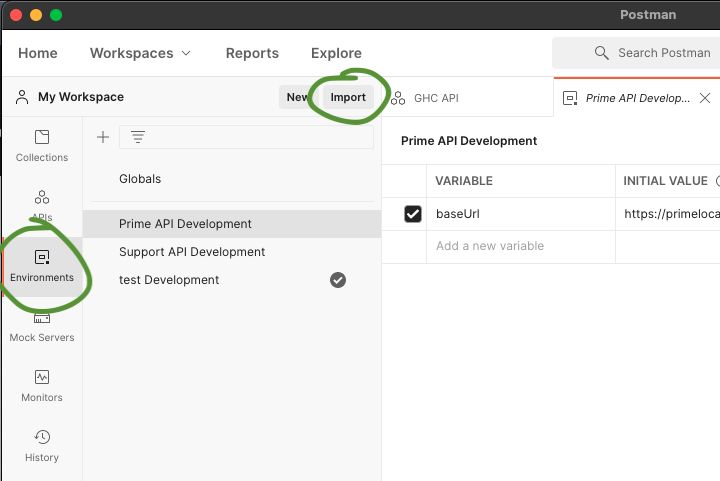 Postman
Home Workspaces Reports Explore Search Postman
My Workspace New Import GHC API Prime API Develop...
Collections
Globals
Prime API Development
VARIABLE INITIAL VALUE
APIs
Prime API Development
baseUrl https://primeloca
Support API Development
Add a new variable
Environments
test Development
Mock Servers
Monitors
History